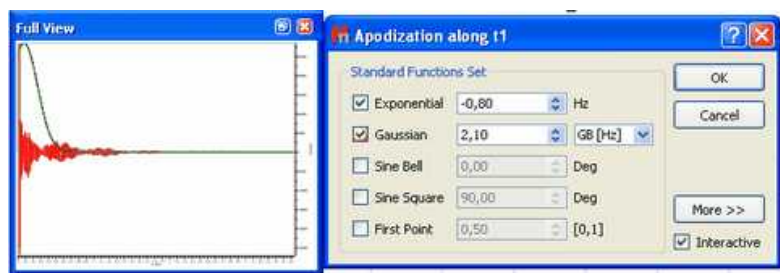 Full View
Apodization along t1
Standard Functions Set
Exponential -0,80 Hz
Gaussian 2,10 GB [Hz]
Sine Bell 0,00 Deg
Sine Square 90,00 Deg
First Point 0,50 [0,1]
OK
Cancel
More >>
Interactive